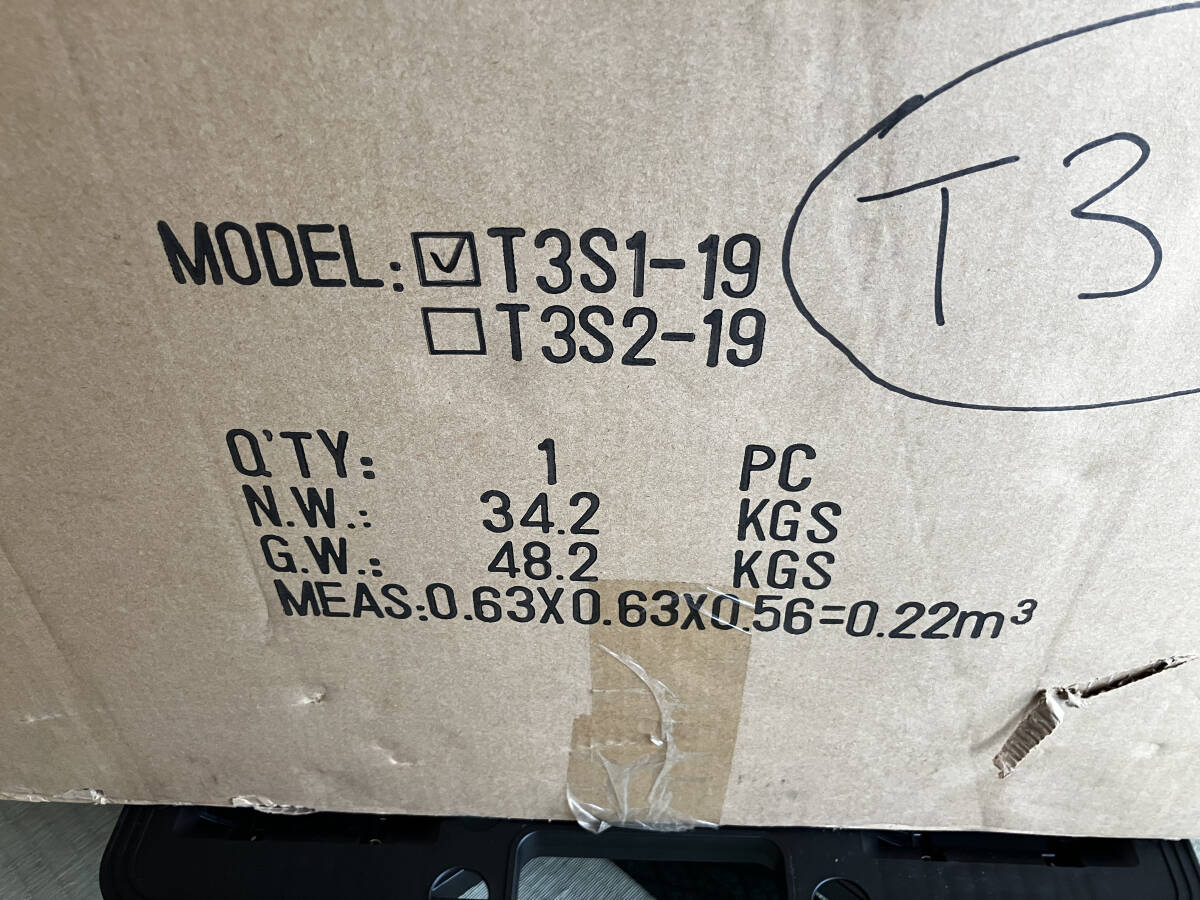 T3
MODEL: ☑ T3S1-19
☐ T3S2-19
Q'TY: 1 PC
N.W.: 34.2 KGS
G.W.: 48.2 KGS
MEAS:0.63X0.63X0.56=0.22m³